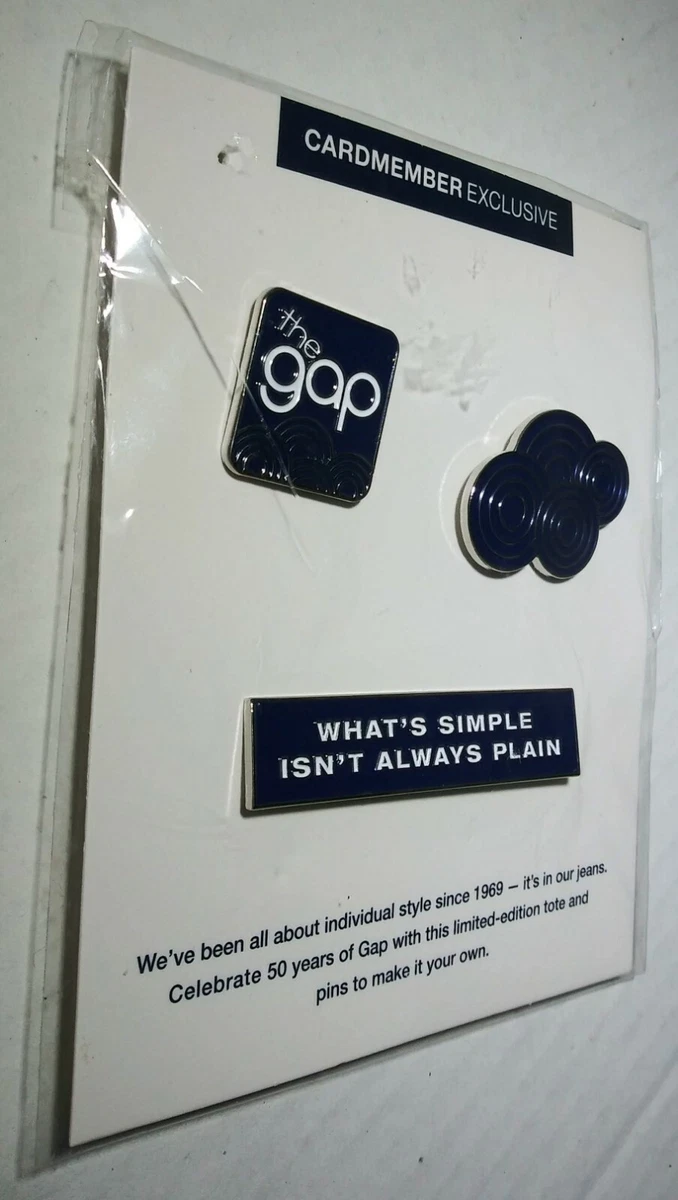 CARDMEMBER EXCLUSIVE
the
gap
WHAT'S SIMPLE
ISN'T ALWAYS PLAIN
We've been all about individual style since 1969 — it's in our jeans.
Celebrate 50 years of Gap with this limited-edition tote and
pins to make it your own.